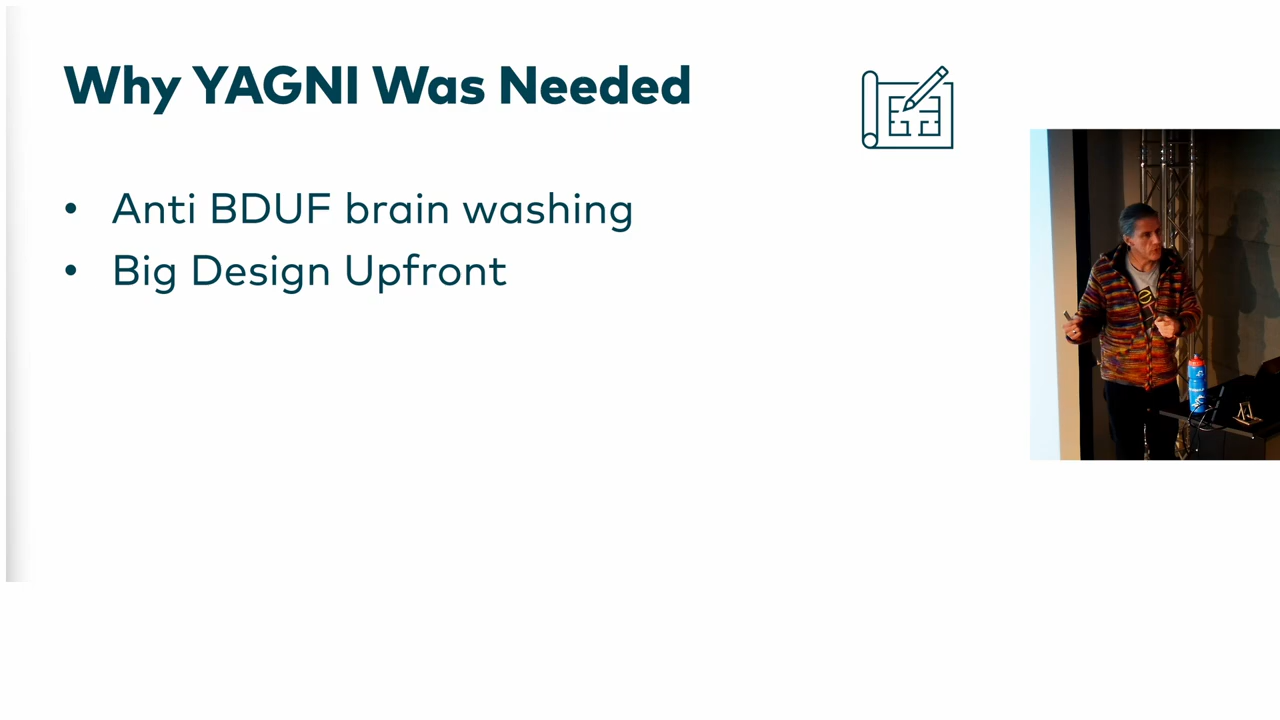 Why YAGNI Was Needed
• Anti BDUF brain washing
• Big Design Upfront